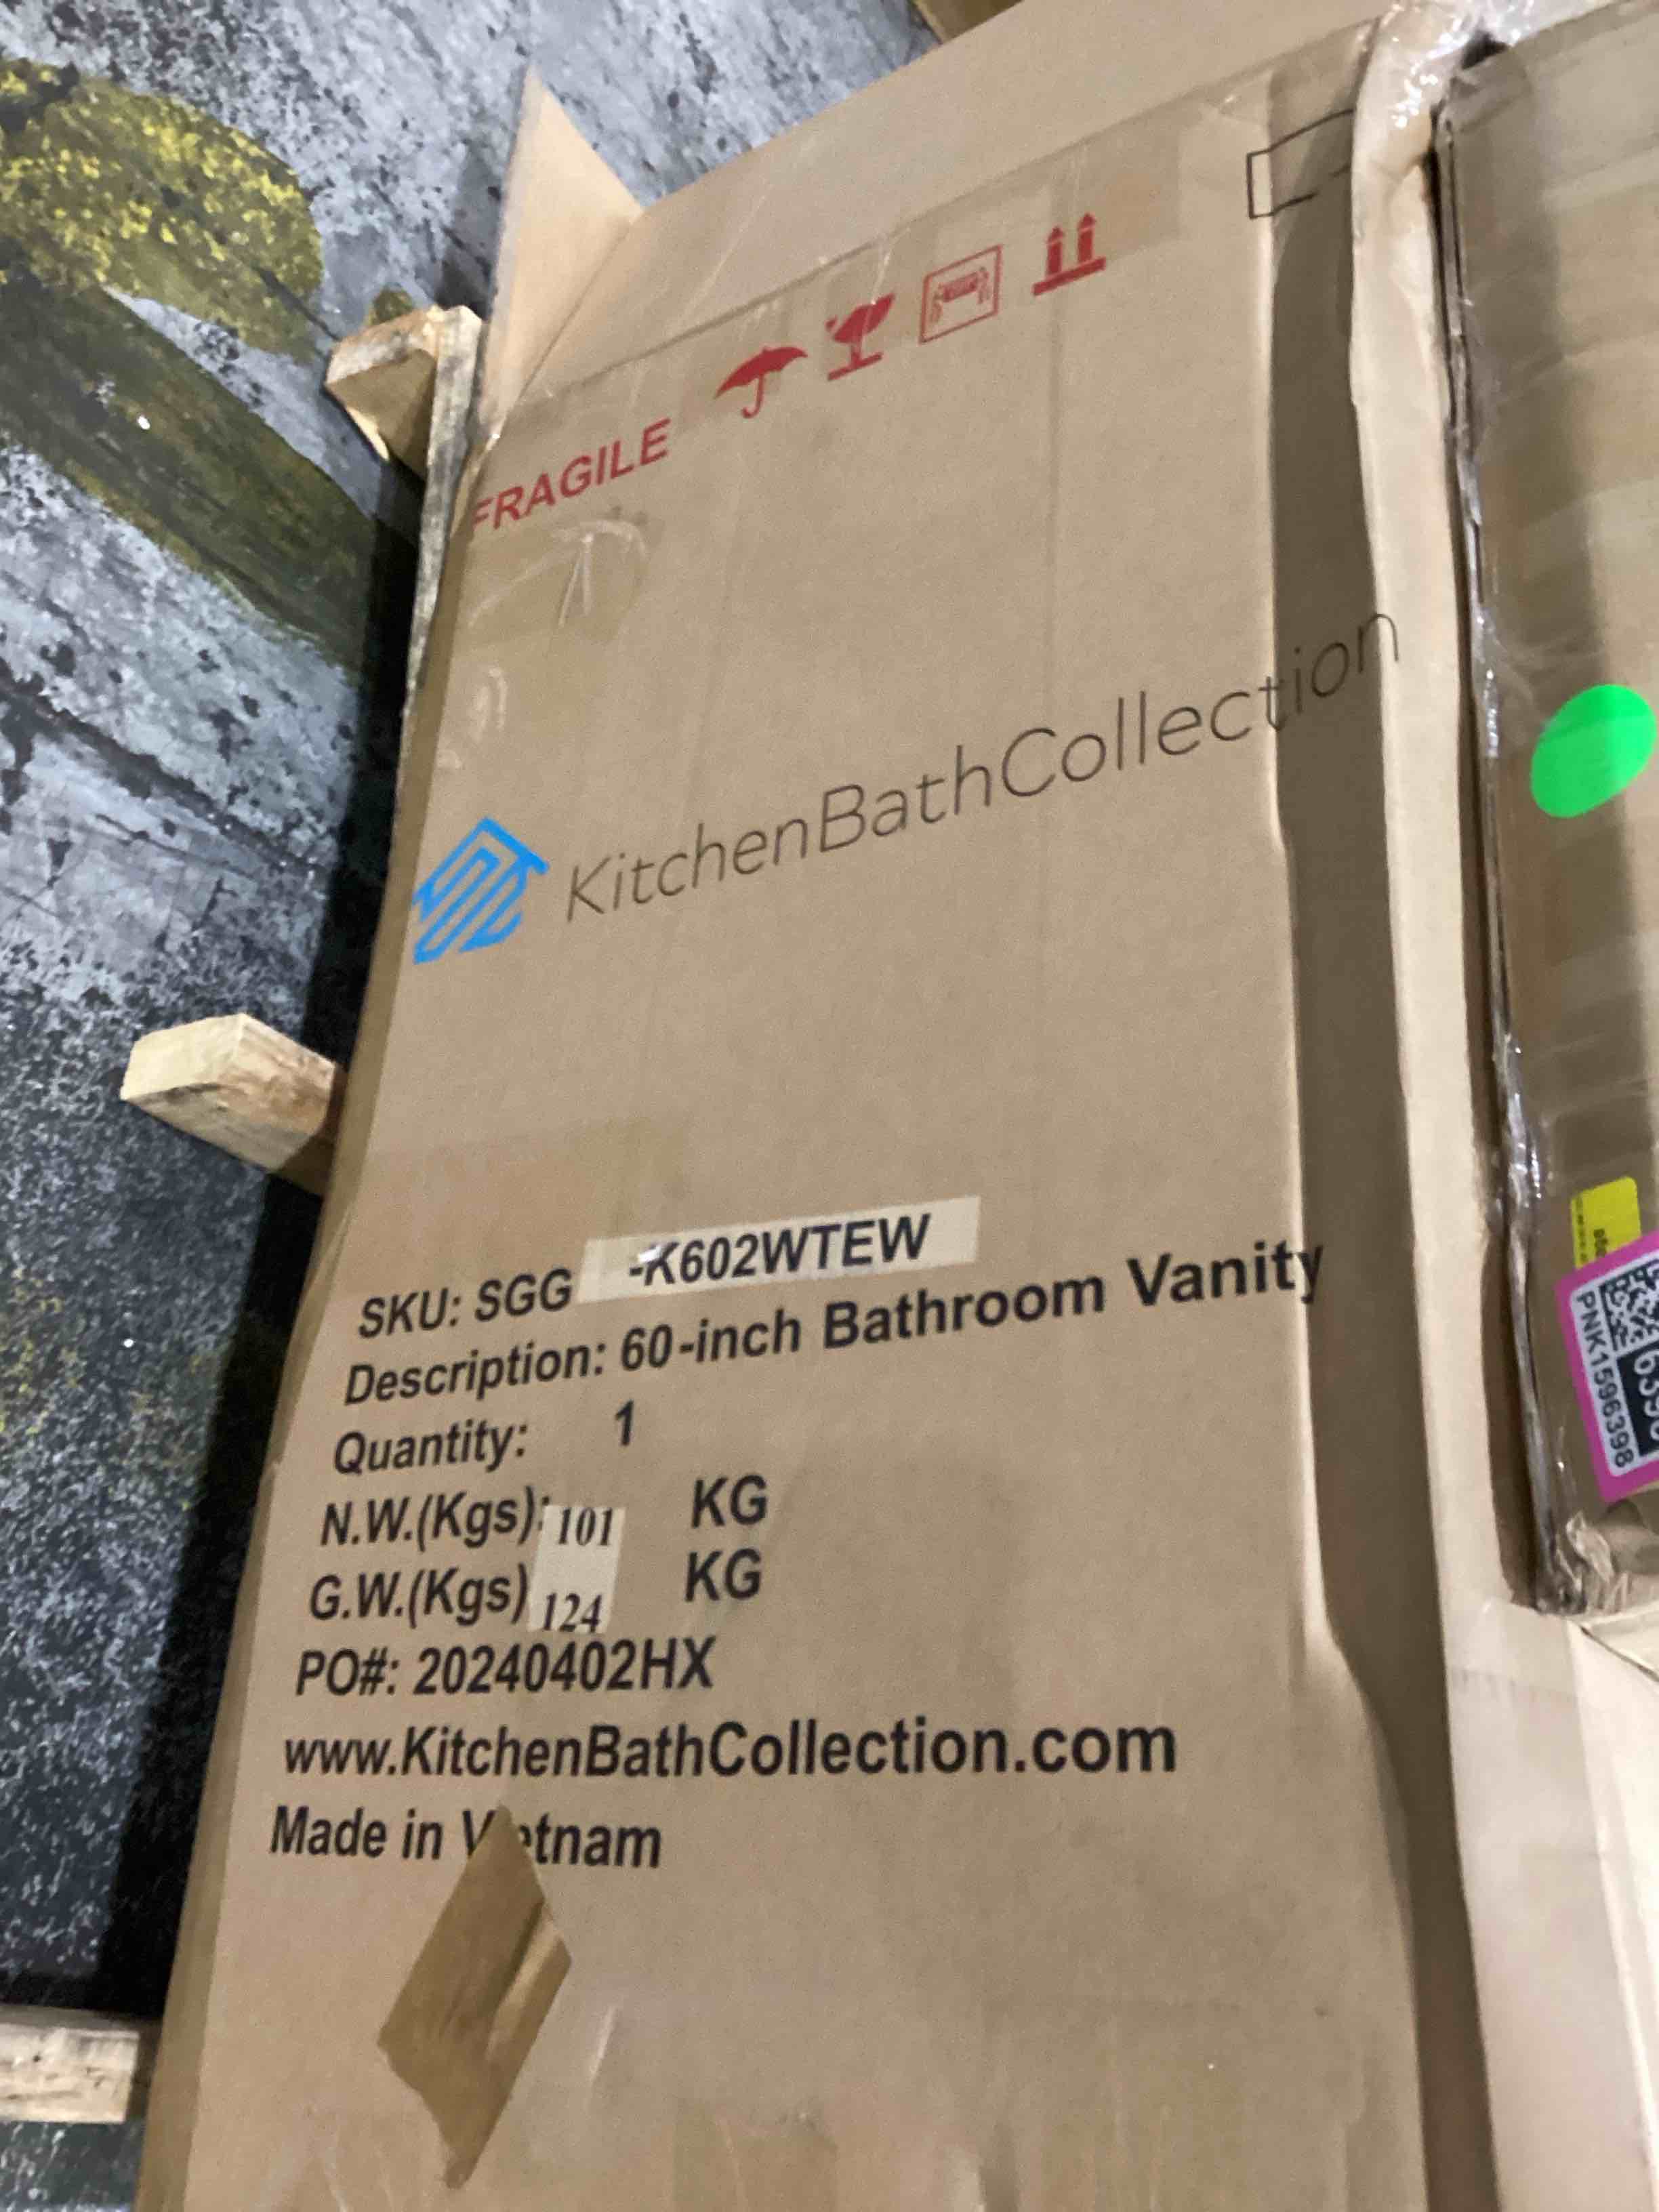 FRAGILE
KitchenBathCollection
SKU: SGG -K602WTEW
Description: 60-inch Bathroom Vanity
Quantity: 1
N.W.(Kgs): 101 KG
G.W.(Kgs) 124 KG
PO#: 20240402HX
www.KitchenBathCollection.com
Made in Vietnam
PNK1596398